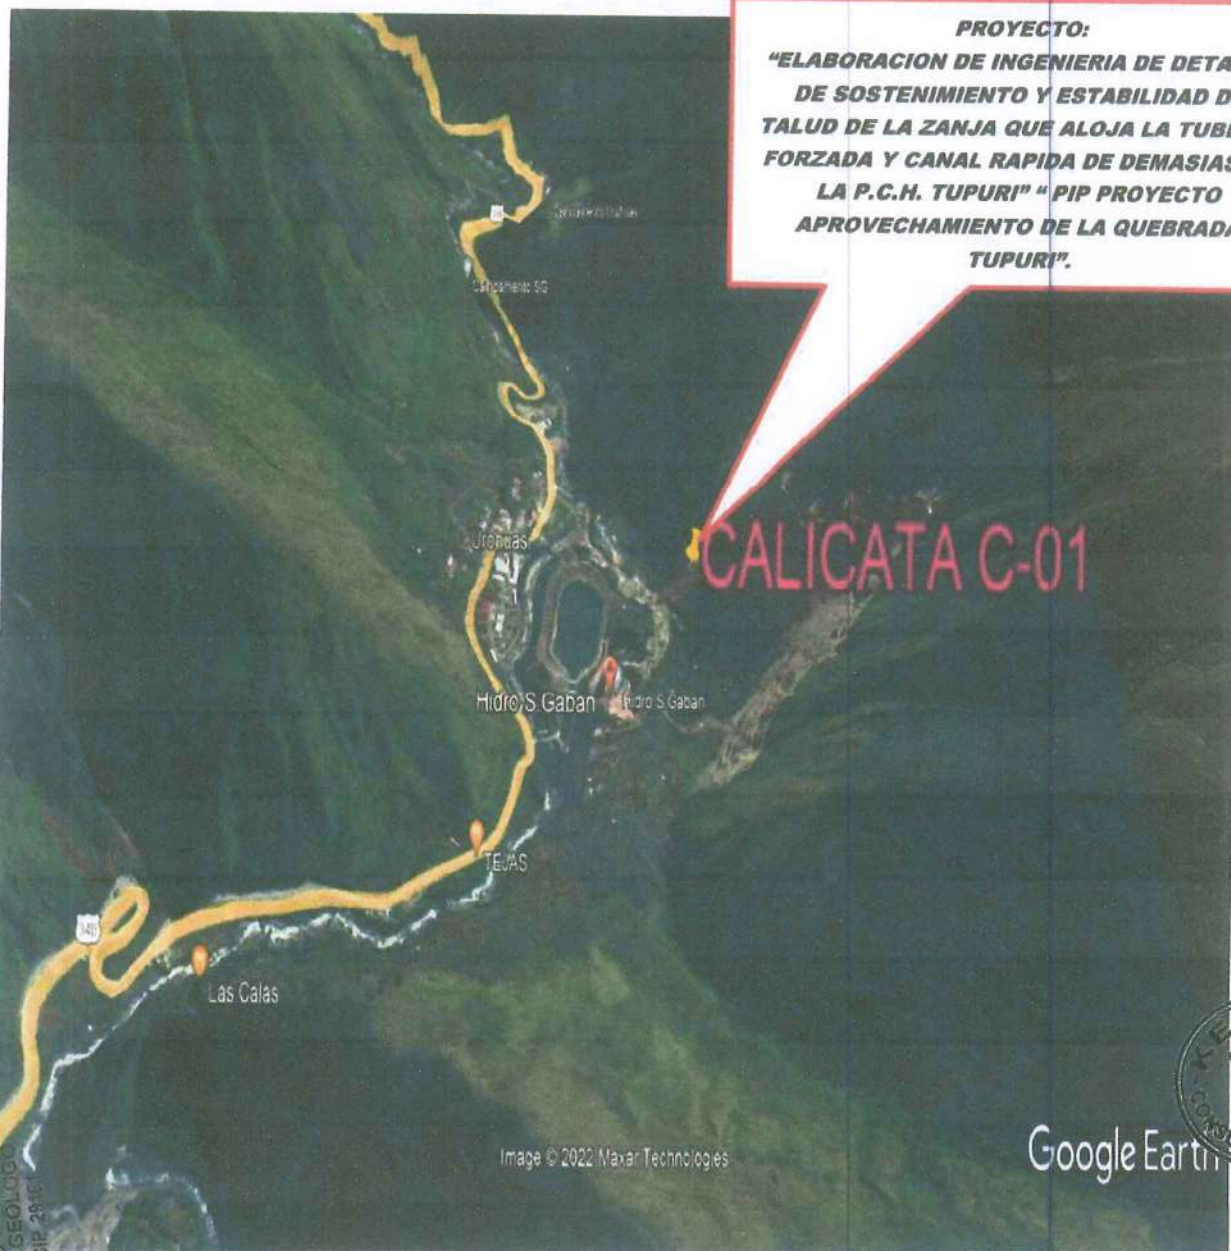 PROYECTO:
"ELABORACION DE INGENIERIA DE DETA
DE SOSTENIMIENTO Y ESTABILIDAD D
TALUD DE LA ZANJA QUE ALOJA LA TUBE
FORZADA Y CANAL RAPIDA DE DEMASIAS
LA P.C.H. TUPURI" " PIP PROYECTO
APROVECHAMIENTO DE LA QUEBRADA
TUPURI".
Campamento SG
CALICATA C-01
Hidro S.Gaban
Hidro S.Gaban
TEJAS
34B
Las Calas
Image © 2022 Maxar Technologies
Google Earth
GEOLOGO